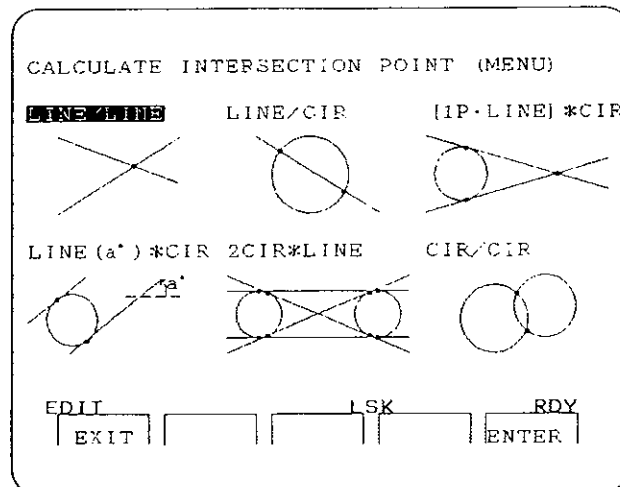 CALCULATE INTERSECTION POINT (MENU)
LINE/LINE LINE/CIR [1P·LINE]*CIR
LINE(a°)*CIR 2CIR*LINE CIR/CIR
a°
EDIT LSK RDY
EXIT ENTER